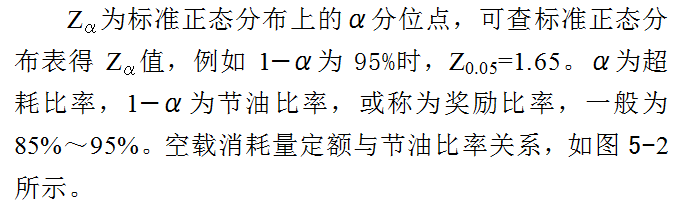 Zα为标准正态分布上的α分位点，可查标准正态分
布表得 Zα值，例如 1－α为 95%时，Z0.05=1.65。α为超
耗比率，1－α为节油比率，或称为奖励比率，一般为
85%～95%。空载消耗量定额与节油比率关系，如图 5-2
所示。